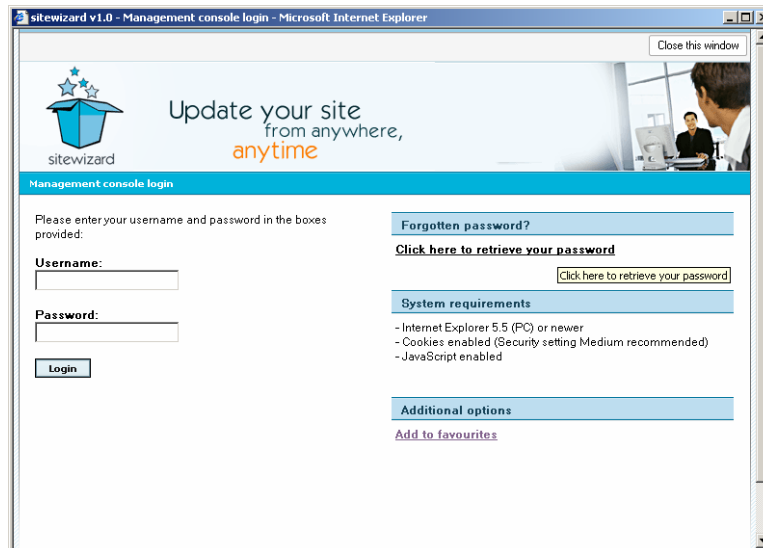 sitewizard v1.0 - Management console login - Microsoft Internet Explorer
Close this window
Update your site
from anywhere,
anytime
sitewizard
Management console login
Please enter your username and password in the boxes
provided:
Username:
Password:
Login
Forgotten password?
Click here to retrieve your password
Click here to retrieve your password
System requirements
- Internet Explorer 5.5 (PC) or newer
- Cookies enabled (Security setting Medium recommended)
- JavaScript enabled
Additional options
Add to favourites